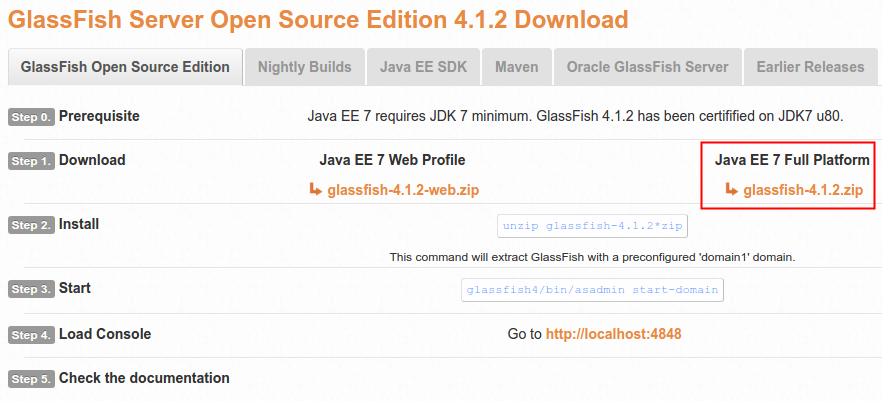 GlassFish Server Open Source Edition 4.1.2 Download
GlassFish Open Source Edition Nightly Builds Java EE SDK Maven Oracle GlassFish Server Earlier Releases
Step 0. Prerequisite Java EE 7 requires JDK 7 minimum. GlassFish 4.1.2 has been certifified on JDK7 u80.
Step 1. Download Java EE 7 Web Profile Java EE 7 Full Platform
glassfish-4.1.2-web.zip glassfish-4.1.2.zip
Step 2. Install unzip glassfish-4.1.2*zip
This command will extract GlassFish with a preconfigured 'domain1' domain.
Step 3. Start glassfish4/bin/asadmin start-domain
Step 4. Load Console Go to http://localhost:4848
Step 5. Check the documentation